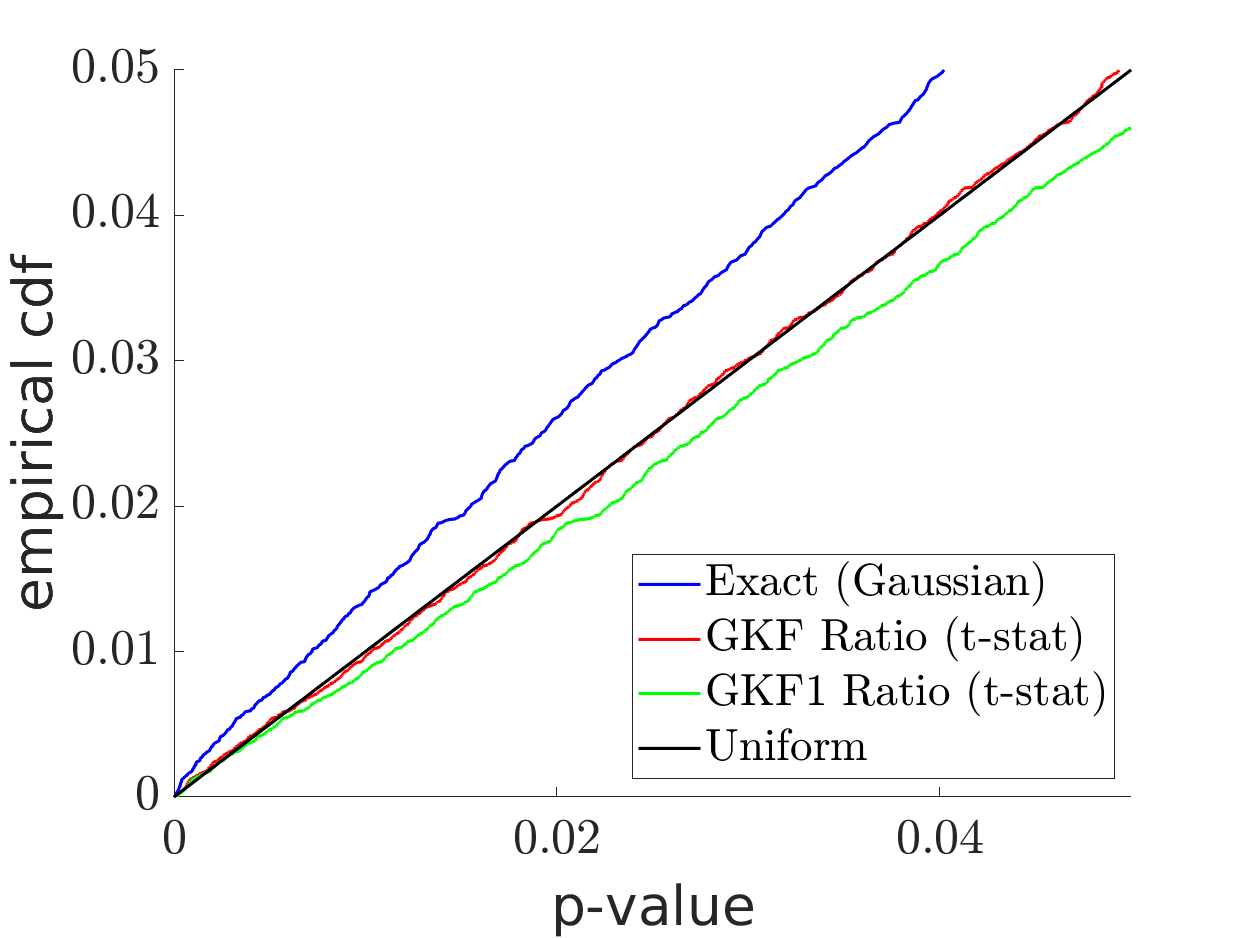 0.05
0.04
0.03
0.02
0.01
0
empirical cdf
Exact (Gaussian)
GKF Ratio (t-stat)
GKF1 Ratio (t-stat)
Uniform
0
0.02
0.04
p-value